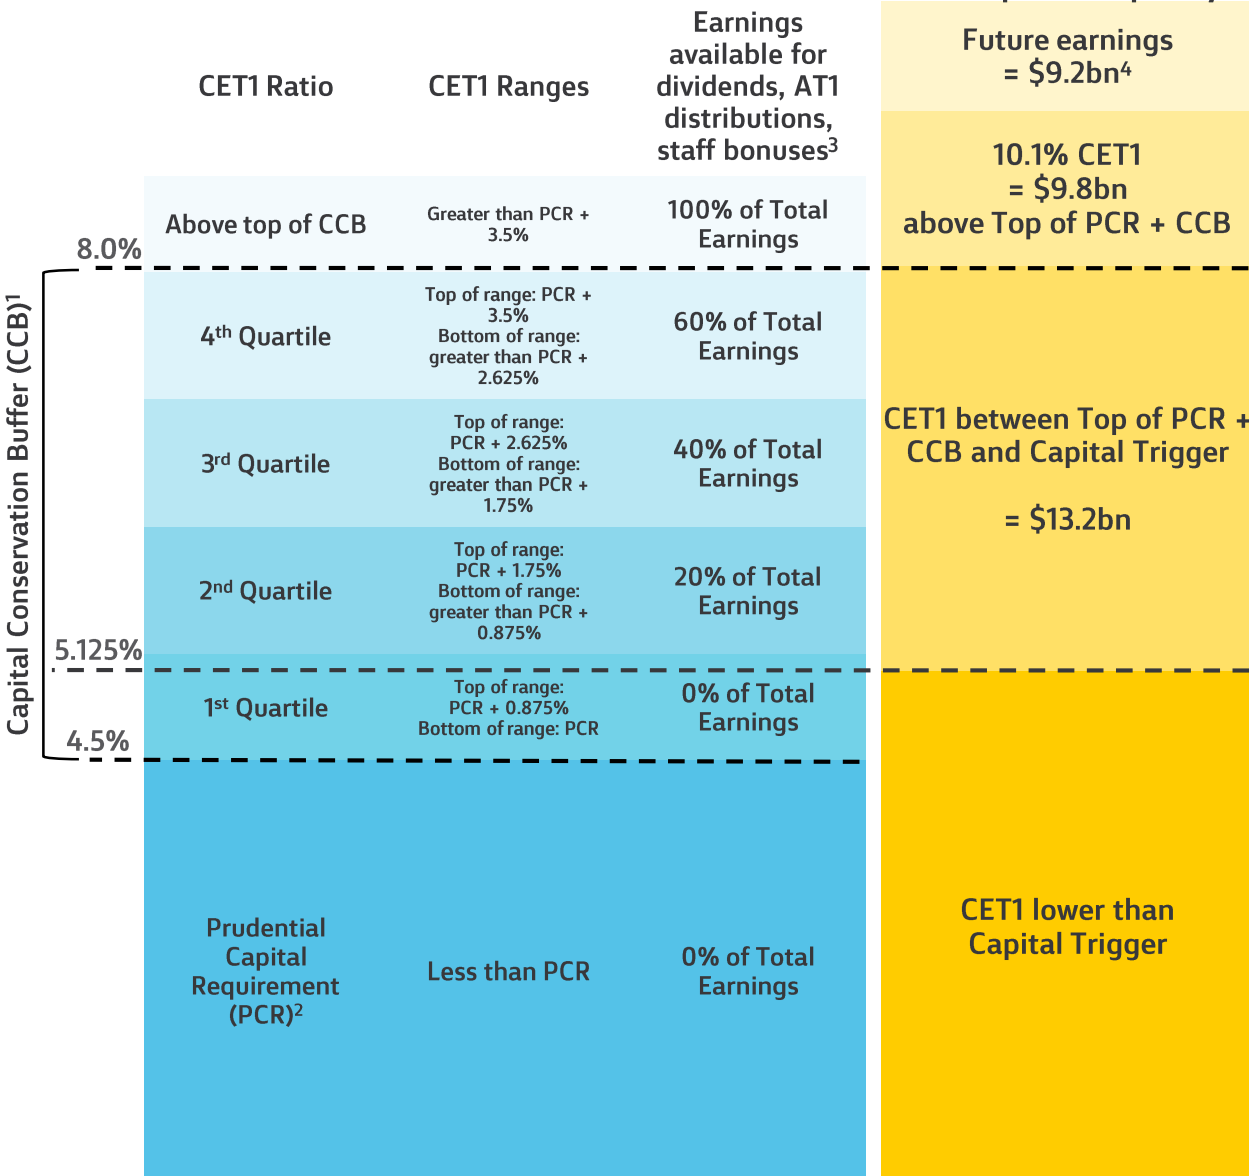 Earnings
available for
dividends, AT1
distributions,
staff bonuses³
CET1 Ratio
CET1 Ranges
Future earnings
= $9.2bn⁴
10.1% CET1
= $9.8bn
above Top of PCR + CCB
Above top of CCB
Greater than PCR +
3.5%
100% of Total
Earnings
8.0%
Capital Conservation Buffer (CCB)¹
4th Quartile
Top of range: PCR +
3.5%
Bottom of range:
greater than PCR +
2.625%
60% of Total
Earnings
3rd Quartile
Top of range:
PCR + 2.625%
Bottom of range:
greater than PCR +
1.75%
40% of Total
Earnings
CET1 between Top of PCR +
CCB and Capital Trigger
= $13.2bn
2nd Quartile
Top of range:
PCR + 1.75%
Bottom of range:
greater than PCR +
0.875%
20% of Total
Earnings
5.125%
1st Quartile
Top of range:
PCR + 0.875%
Bottom of range: PCR
0% of Total
Earnings
4.5%
Prudential
Capital
Requirement
(PCR)²
Less than PCR
0% of Total
Earnings
CET1 lower than
Capital Trigger